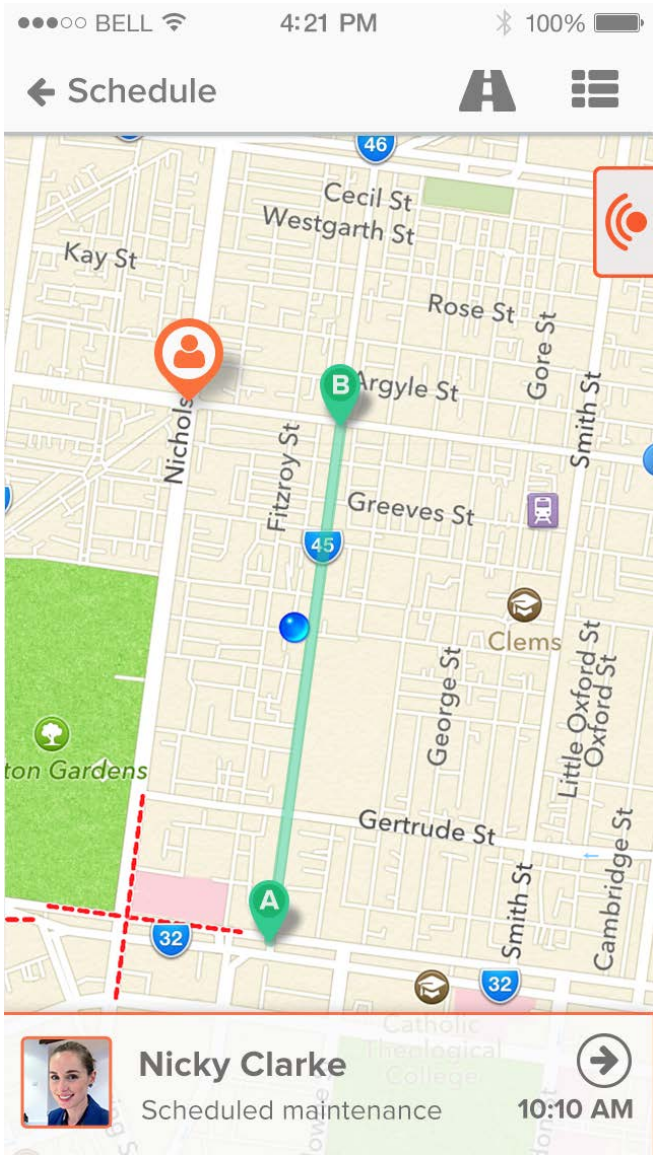 BELL 4:21 PM 100%
Schedule
46
Cecil St
Westgarth St
Kay St
Rose St
Gore St
Smith St
B
Argyle St
Nichols
Fitzroy St
Greeves St
45
Clems
George St
Little Oxford St
Oxford St
ton Gardens
Gertrude St
Cambridge St
Smith St
A
32
32
Catholic
Theological
College
Nicky Clarke
Scheduled maintenance
10:10 AM